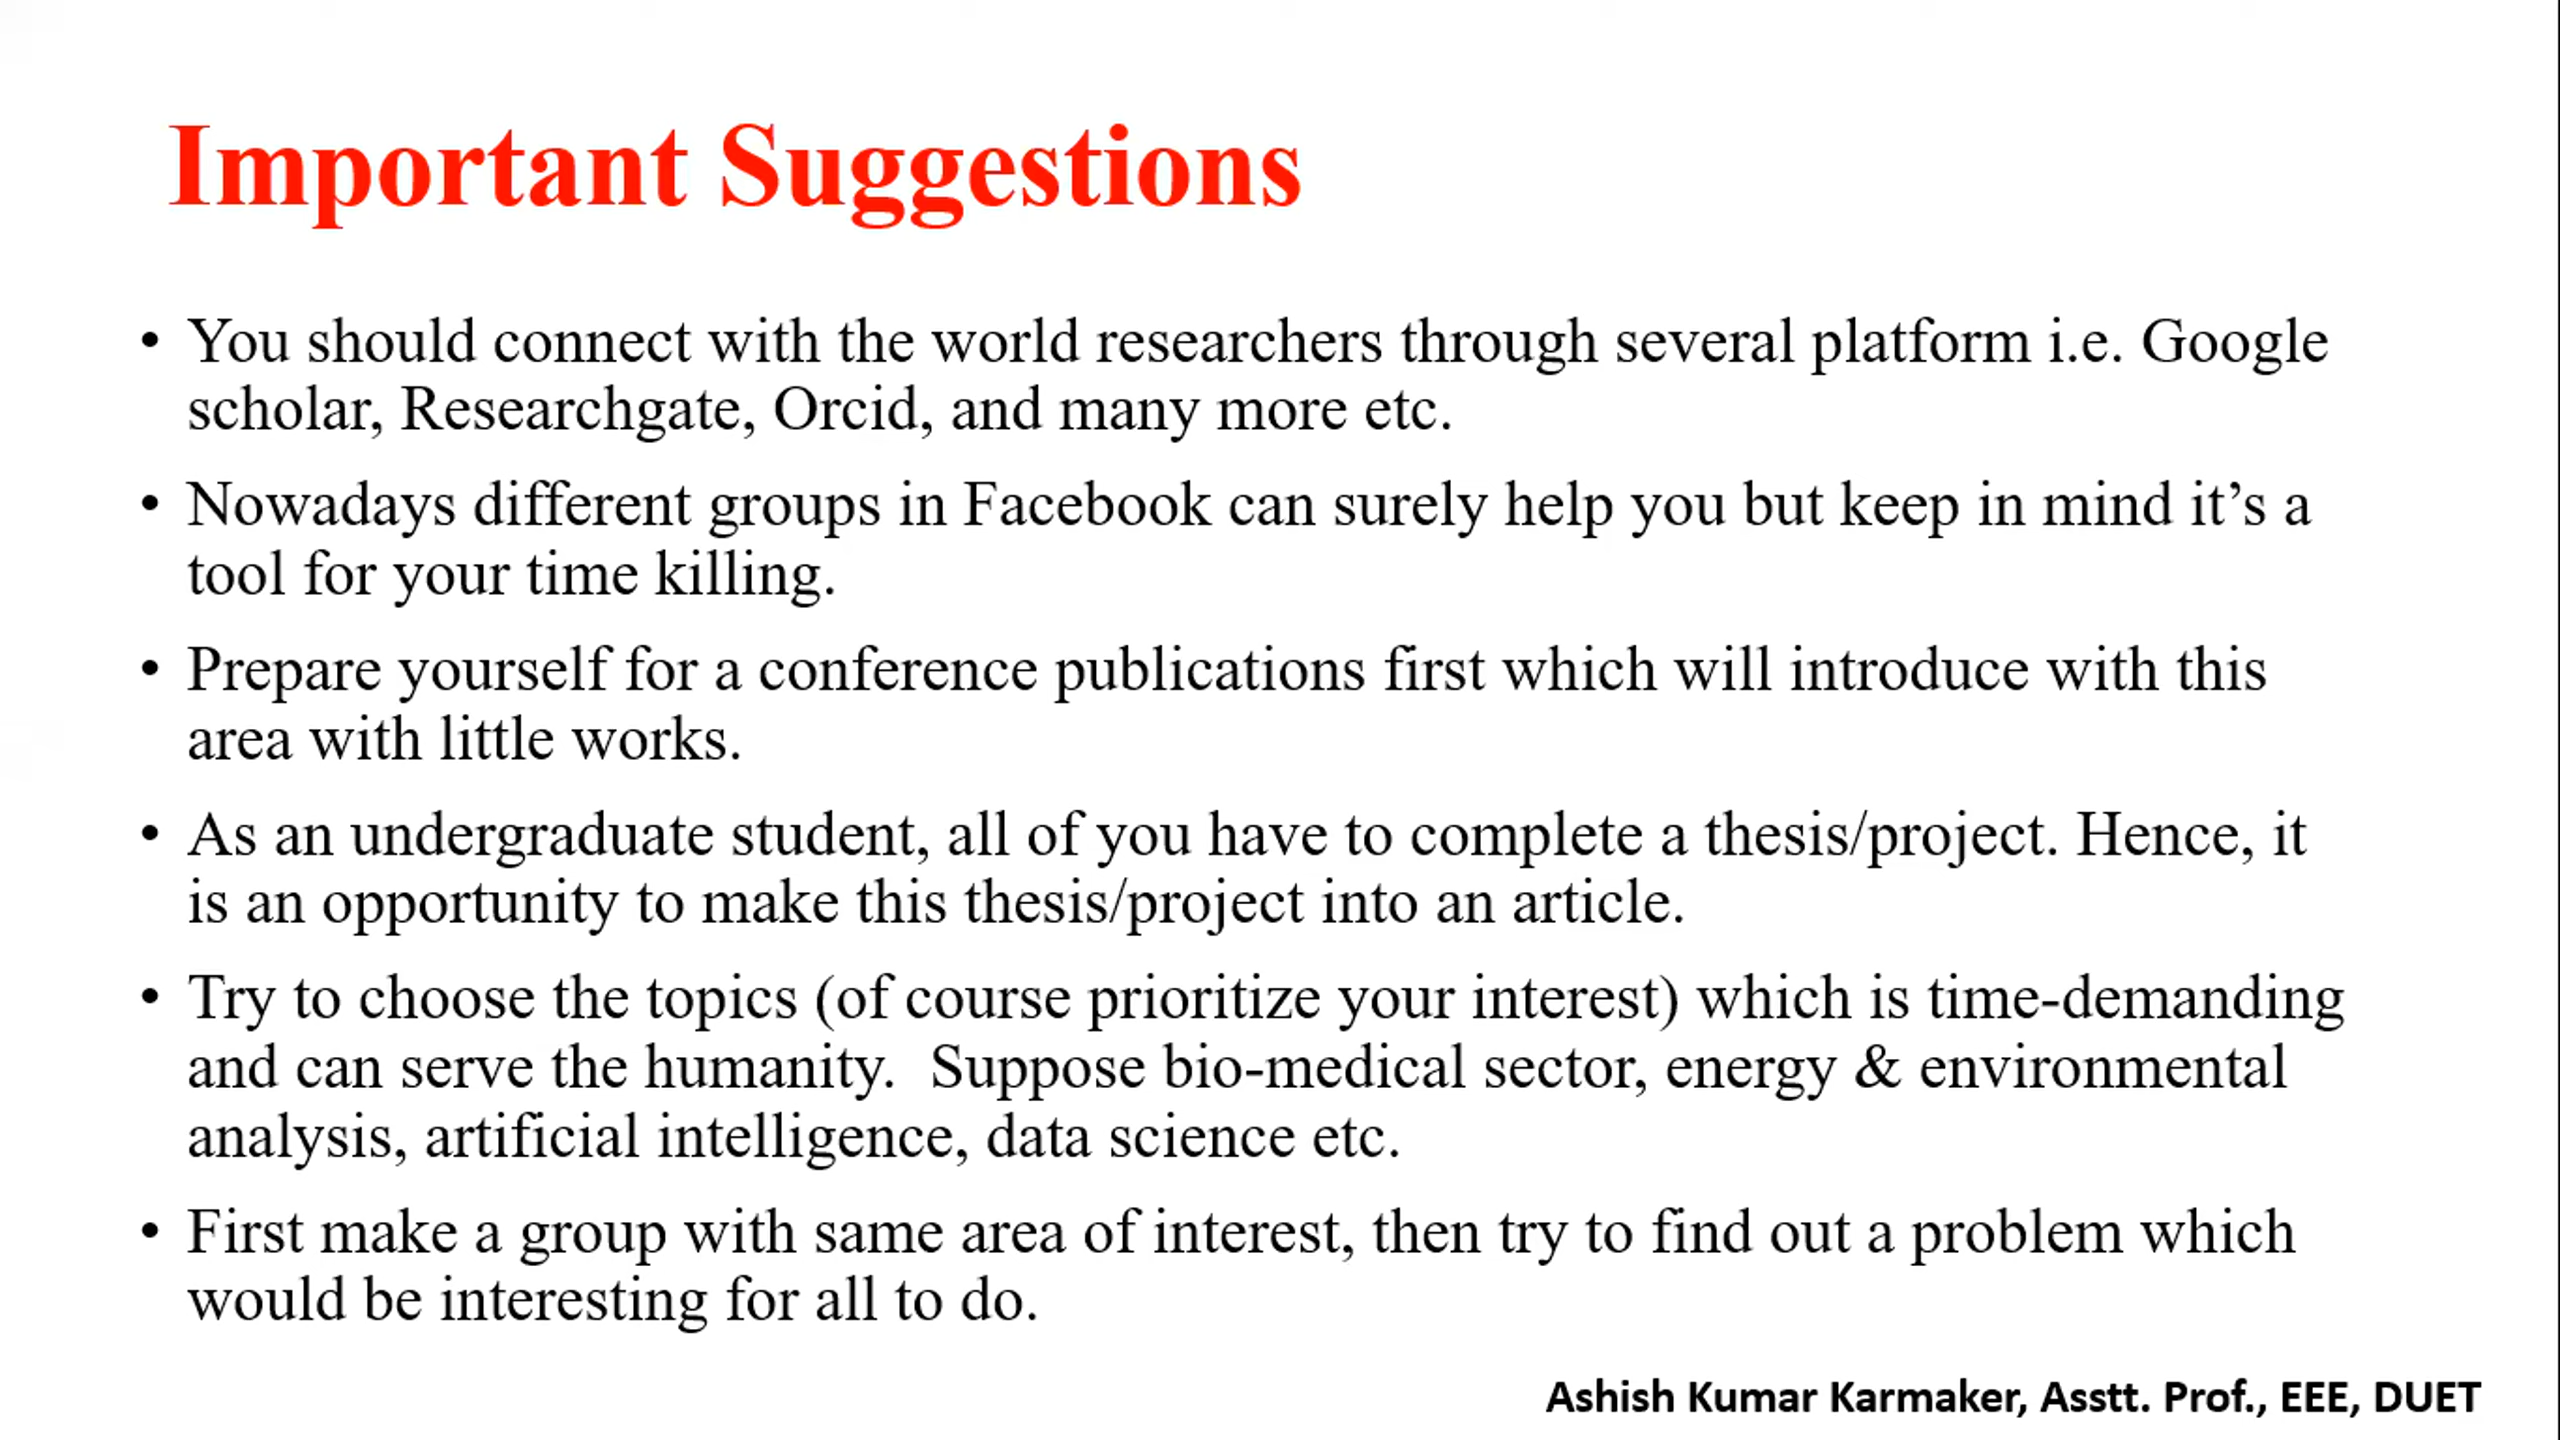 Important Suggestions
• You should connect with the world researchers through several platform i.e. Google
scholar, Researchgate, Orcid, and many more etc.
• Nowadays different groups in Facebook can surely help you but keep in mind it’s a
tool for your time killing.
• Prepare yourself for a conference publications first which will introduce with this
area with little works.
• As an undergraduate student, all of you have to complete a thesis/project. Hence, it
is an opportunity to make this thesis/project into an article.
• Try to choose the topics (of course prioritize your interest) which is time-demanding
and can serve the humanity.  Suppose bio-medical sector, energy & environmental
analysis, artificial intelligence, data science etc.
• First make a group with same area of interest, then try to find out a problem which
would be interesting for all to do.
Ashish Kumar Karmaker, Asstt. Prof., EEE, DUET